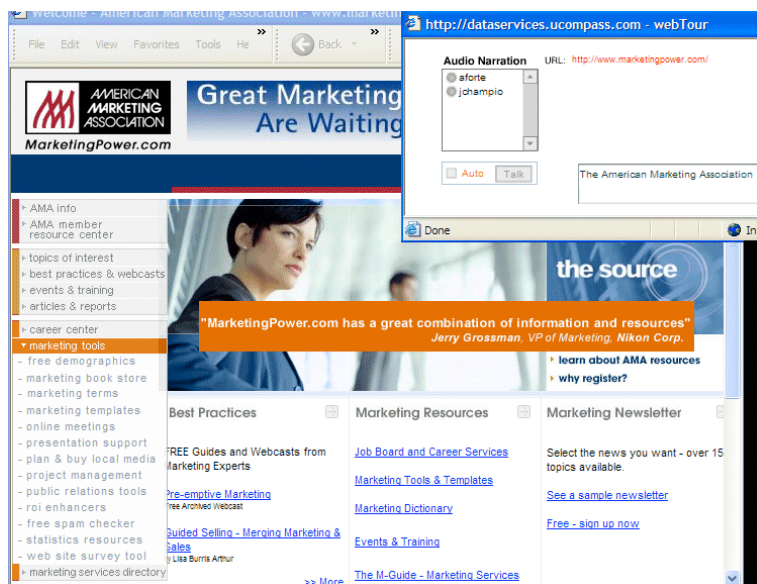 Welcome - American Marketing Association - www.mark
File Edit View Favorites Tools He » Back »
AMERICAN
MARKETING
ASSOCIATION
MarketingPower.com
Great Marketing
Are Waiting
http://dataservices.ucompass.com - webTour
Audio Narration
URL: http://www.marketingpower.com/
aforte
jchampio
Auto Talk
The American Marketing Association
Done
In
AMA info
AMA member
resource center
topics of interest
best practices & webcasts
events & training
articles & reports
career center
marketing tools
- free demographics
- marketing book store
- marketing terms
- marketing templates
- online meetings
- presentation support
- plan & buy local media
- project management
- public relations tools
- roi enhancers
- free spam checker
- statistics resources
- web site survey tool
marketing services directory
the source
"MarketingPower.com has a great combination of information and resources"
Jerry Grossman, VP of Marketing, Nikon Corp.
learn about AMA resources
why register?
Best Practices
FREE Guides and Webcasts from
Marketing Experts
Pre-emptive Marketing
Free Archived Webcast
Guided Selling - Merging Marketing &
Sales
by Lisa Burris Arthur
>> More
Marketing Resources
Job Board and Career Services
Marketing Tools & Templates
Marketing Dictionary
Events & Training
The M-Guide - Marketing Services
Marketing Newsletter
Select the news you want - over 15
topics available.
See a sample newsletter
Free - sign up now